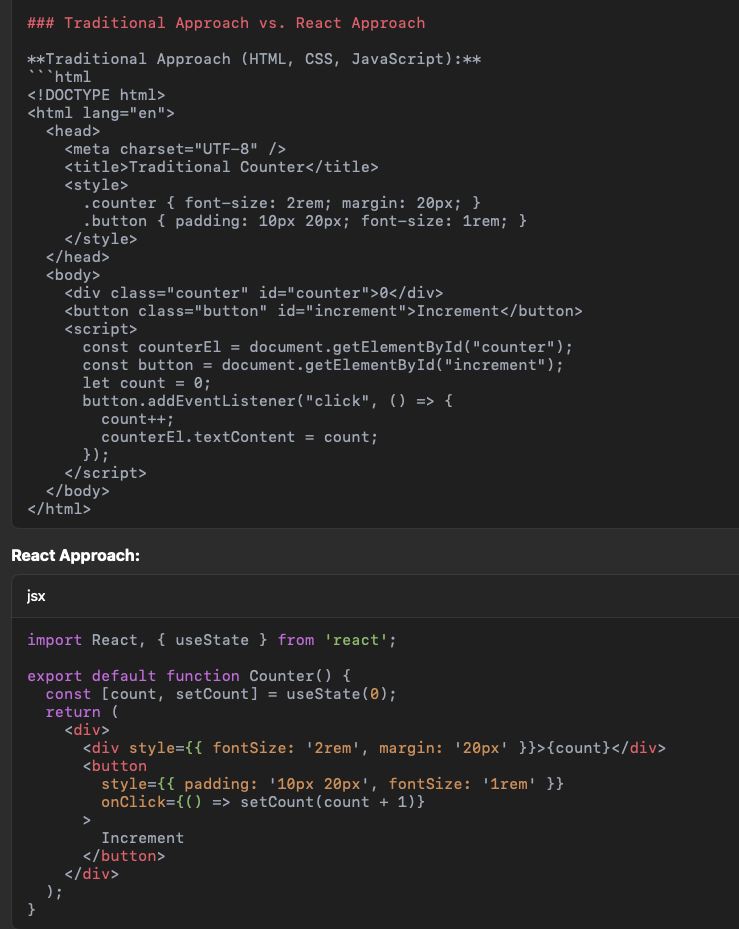 ### Traditional Approach vs. React Approach
**Traditional Approach (HTML, CSS, JavaScript):**
```html
<!DOCTYPE html>
<html lang="en">
  <head>
    <meta charset="UTF-8" />
    <title>Traditional Counter</title>
    <style>
      .counter { font-size: 2rem; margin: 20px; }
      .button { padding: 10px 20px; font-size: 1rem; }
    </style>
  </head>
  <body>
    <div class="counter" id="counter">0</div>
    <button class="button" id="increment">Increment</button>
    <script>
      const counterEl = document.getElementById("counter");
      const button = document.getElementById("increment");
      let count = 0;
      button.addEventListener("click", () => {
        count++;
        counterEl.textContent = count;
      });
    </script>
  </body>
</html>
React Approach:
jsx
import React, { useState } from 'react';
export default function Counter() {
  const [count, setCount] = useState(0);
  return (
    <div>
      <div style={{ fontSize: '2rem', margin: '20px' }}>{count}</div>
      <button
        style={{ padding: '10px 20px', fontSize: '1rem' }}
        onClick={() => setCount(count + 1)}
      >
        Increment
      </button>
    </div>
  );
}